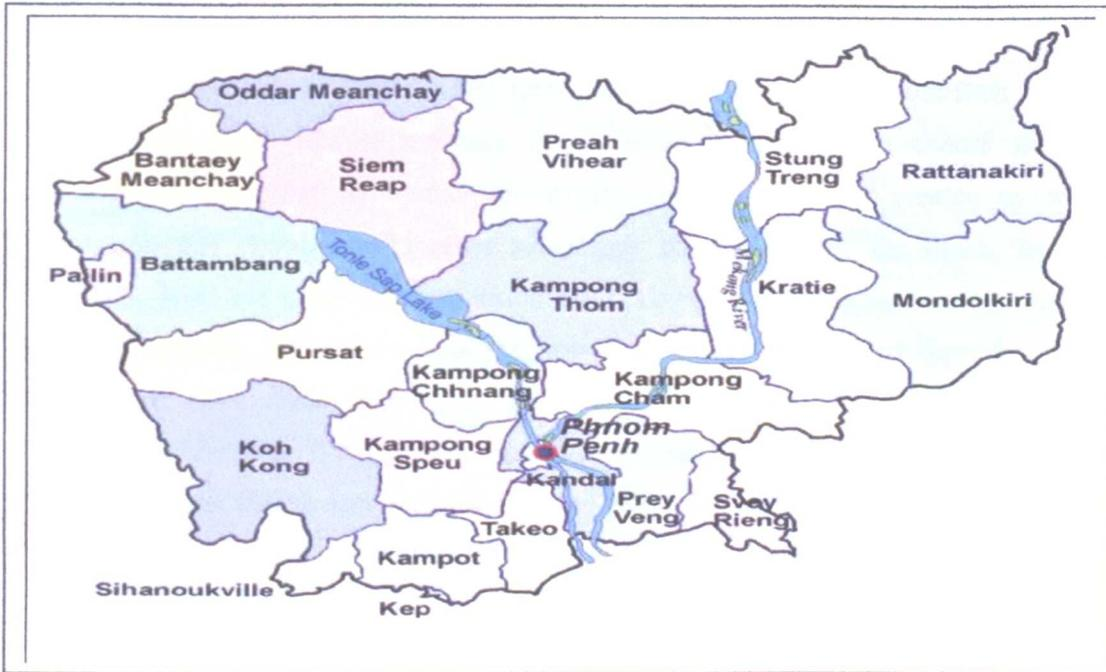 Oddar Meanchay
Bantaey
Meanchay
Siem
Reap
Preah
Vihear
Stung
Treng
Rattanakiri
Pailin
Battambang
Tonle Sap Lake
Kampong
Thom
Mekong River
Kratie
Mondolkiri
Pursat
Kampong
Chhnang
Kampong
Cham
Koh
Kong
Kampong
Speu
Phnom
Penh
Kandal
Prey
Veng
Svay
Rieng
Takeo
Kampot
Sihanoukville
Kep